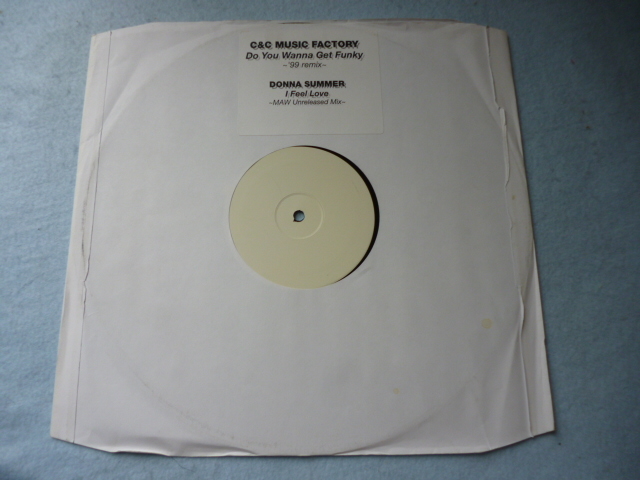 C&C MUSIC FACTORY
Do You Wanna Get Funky
–'99 remix–
DONNA SUMMER
I Feel Love
–MAW Unreleased Mix–